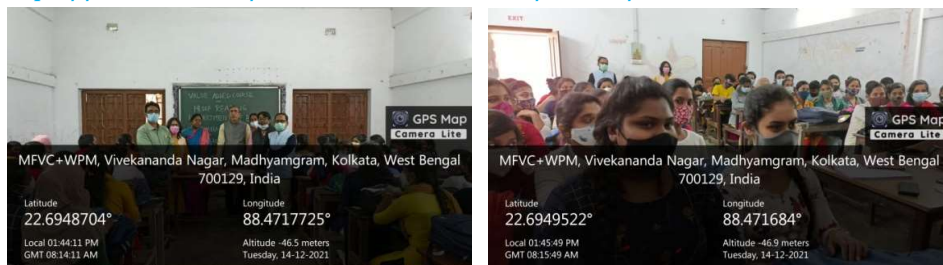 VALUE ADDED COURSE
GPS Map
Camera Lite
MFVC+WPM, Vivekananda Nagar, Madhyamgram, Kolkata, West Bengal
700129, India
Latitude
22.6948704°
Longitude
88.4717725°
Local 01:44:11 PM
GMT 08:14:11 AM
Altitude -46.5 meters
Tuesday, 14-12-2021
EXIT
GPS Map
Camera Lite
MFVC+WPM, Vivekananda Nagar, Madhyamgram, Kolkata, West Bengal
700129, India
Latitude
22.6949522°
Longitude
88.471684°
Local 01:45:49 PM
GMT 08:15:49 AM
Altitude -46.9 meters
Tuesday, 14-12-2021